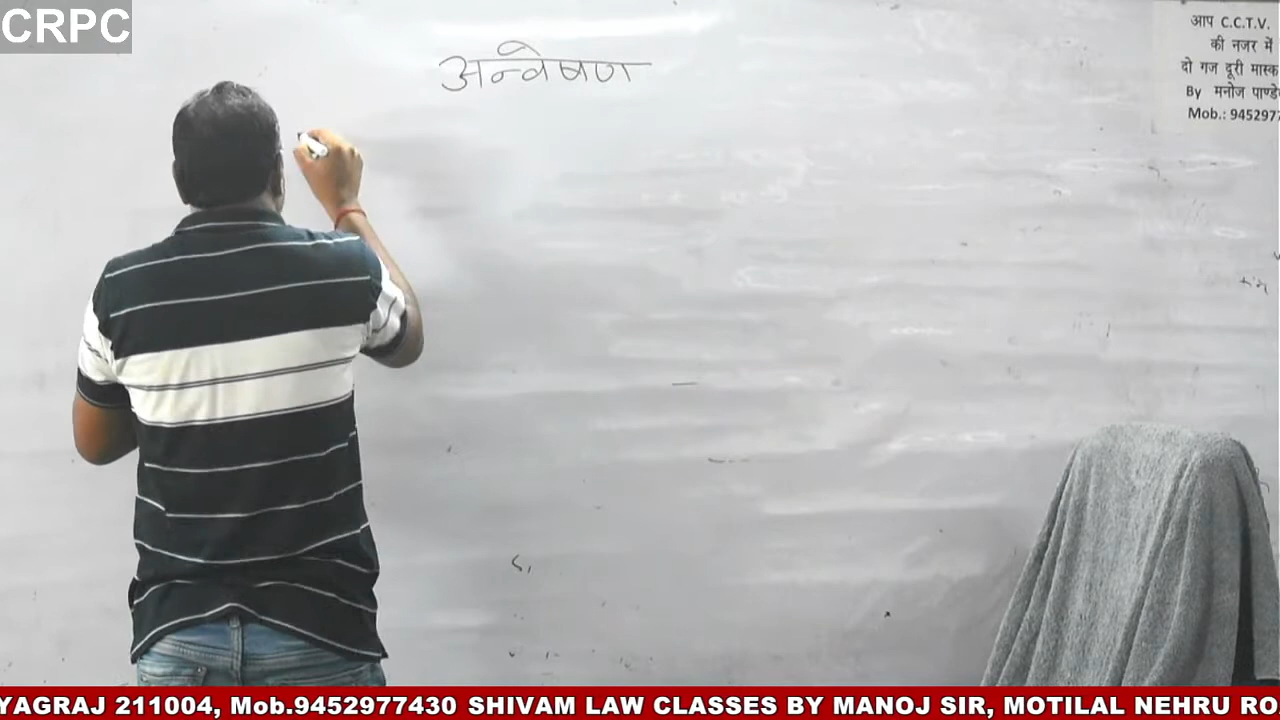 CRPC
अन्वेषण
आप C.C.T.V.
की नजर में
दो गज दूरी मास्क
By मनोज पाण्डे
Mob.: 945297
YAGRAJ 211004, Mob.9452977430 SHIVAM LAW CLASSES BY MANOJ SIR, MOTILAL NEHRU RO